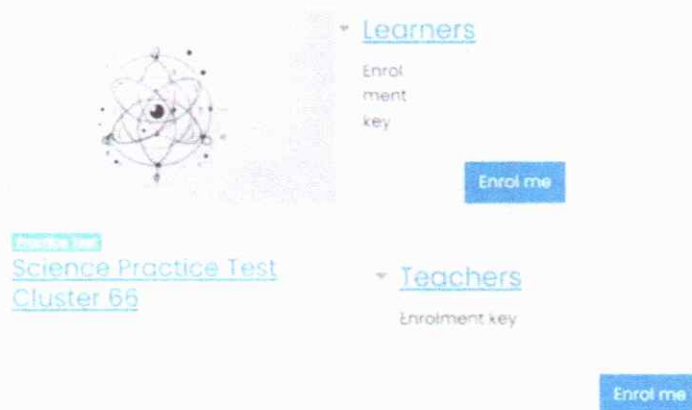 Learners
Enrol
ment
key
Enrol me
Practice Test
Science Practice Test
Cluster 66
Teachers
Enrolment key
Enrol me